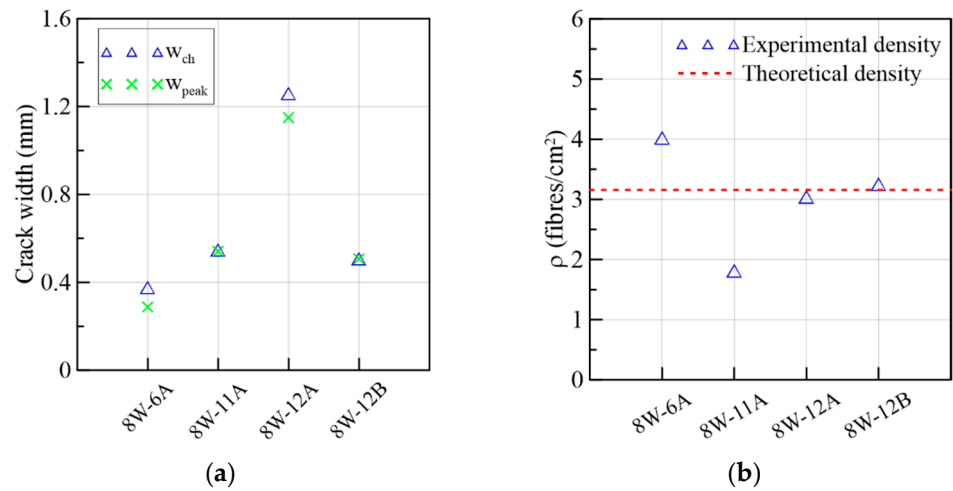 1.6
1.2
0.8
0.4
0
Crack width (mm)
w_ch
w_peak
8W-6A
8W-11A
8W-12A
8W-12B
(a)
6
5
4
3
2
1
0
ρ (fibres/cm²)
Experimental density
Theoretical density
8W-6A
8W-11A
8W-12A
8W-12B
(b)